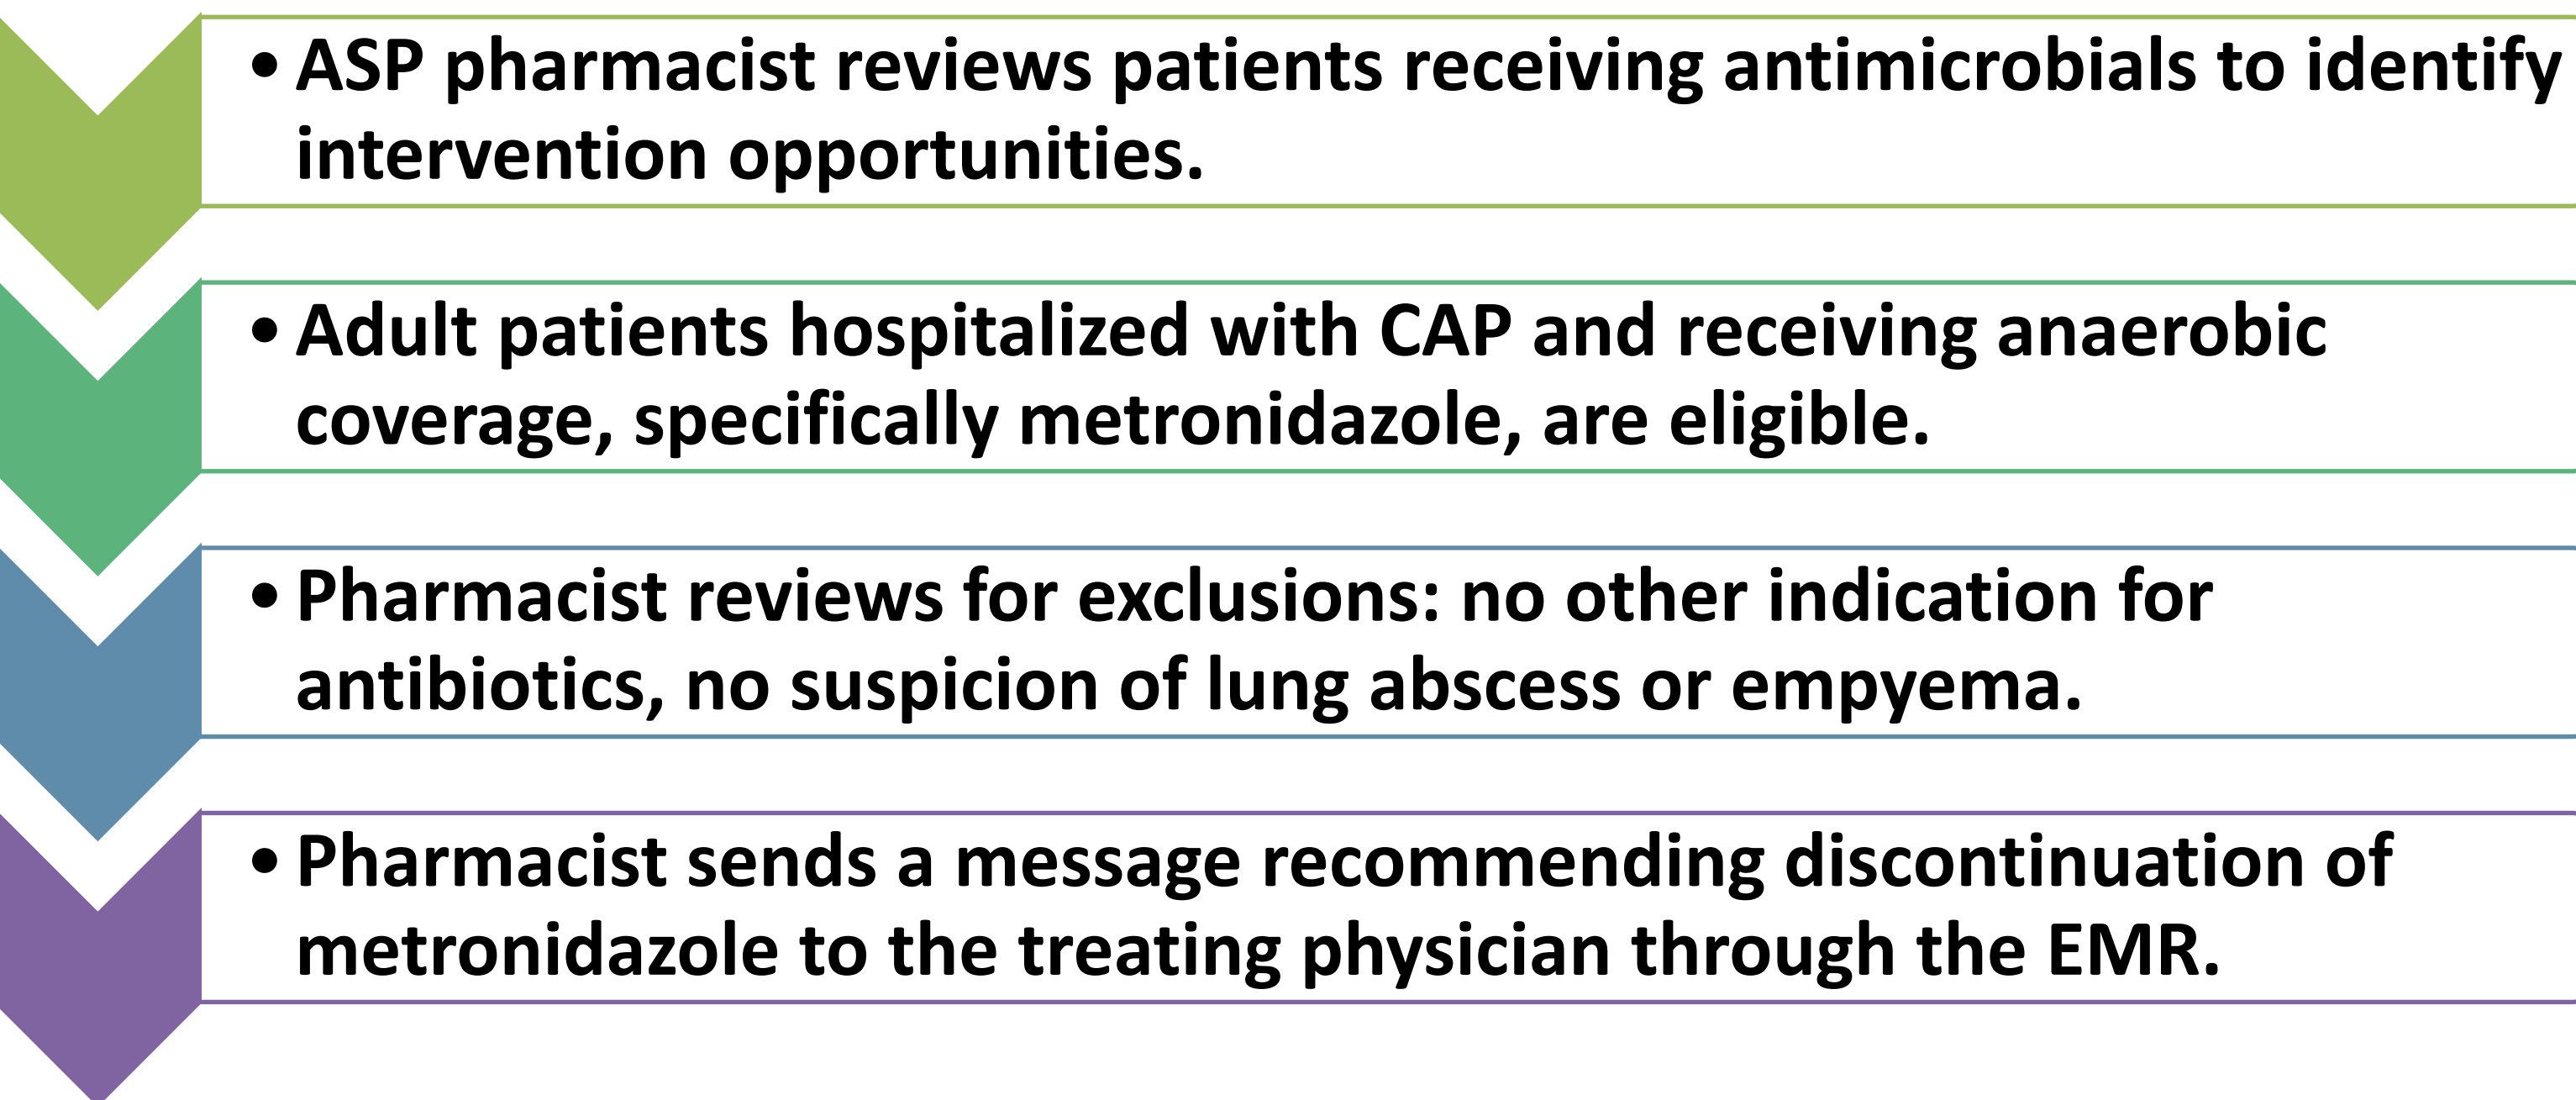 • ASP pharmacist reviews patients receiving antimicrobials to identify
intervention opportunities.
• Adult patients hospitalized with CAP and receiving anaerobic
coverage, specifically metronidazole, are eligible.
• Pharmacist reviews for exclusions: no other indication for
antibiotics, no suspicion of lung abscess or empyema.
• Pharmacist sends a message recommending discontinuation of
metronidazole to the treating physician through the EMR.